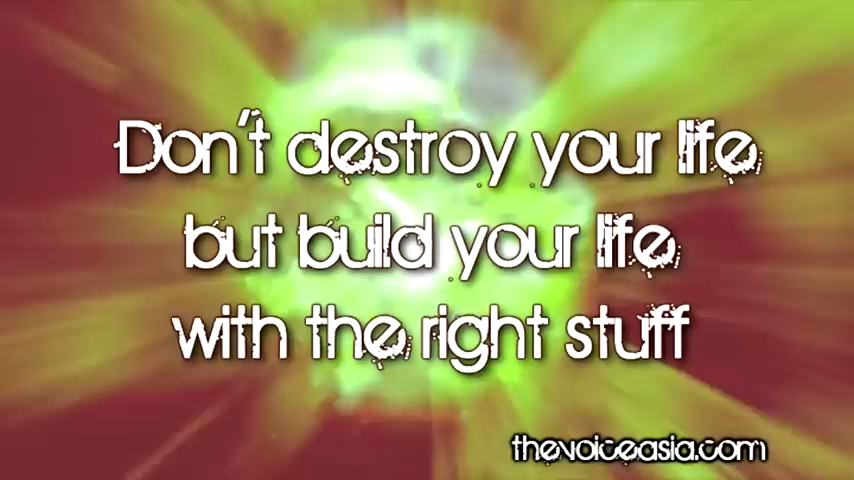 Don't destroy your life
but build your life
with the right stuff
thevoiceasia.com